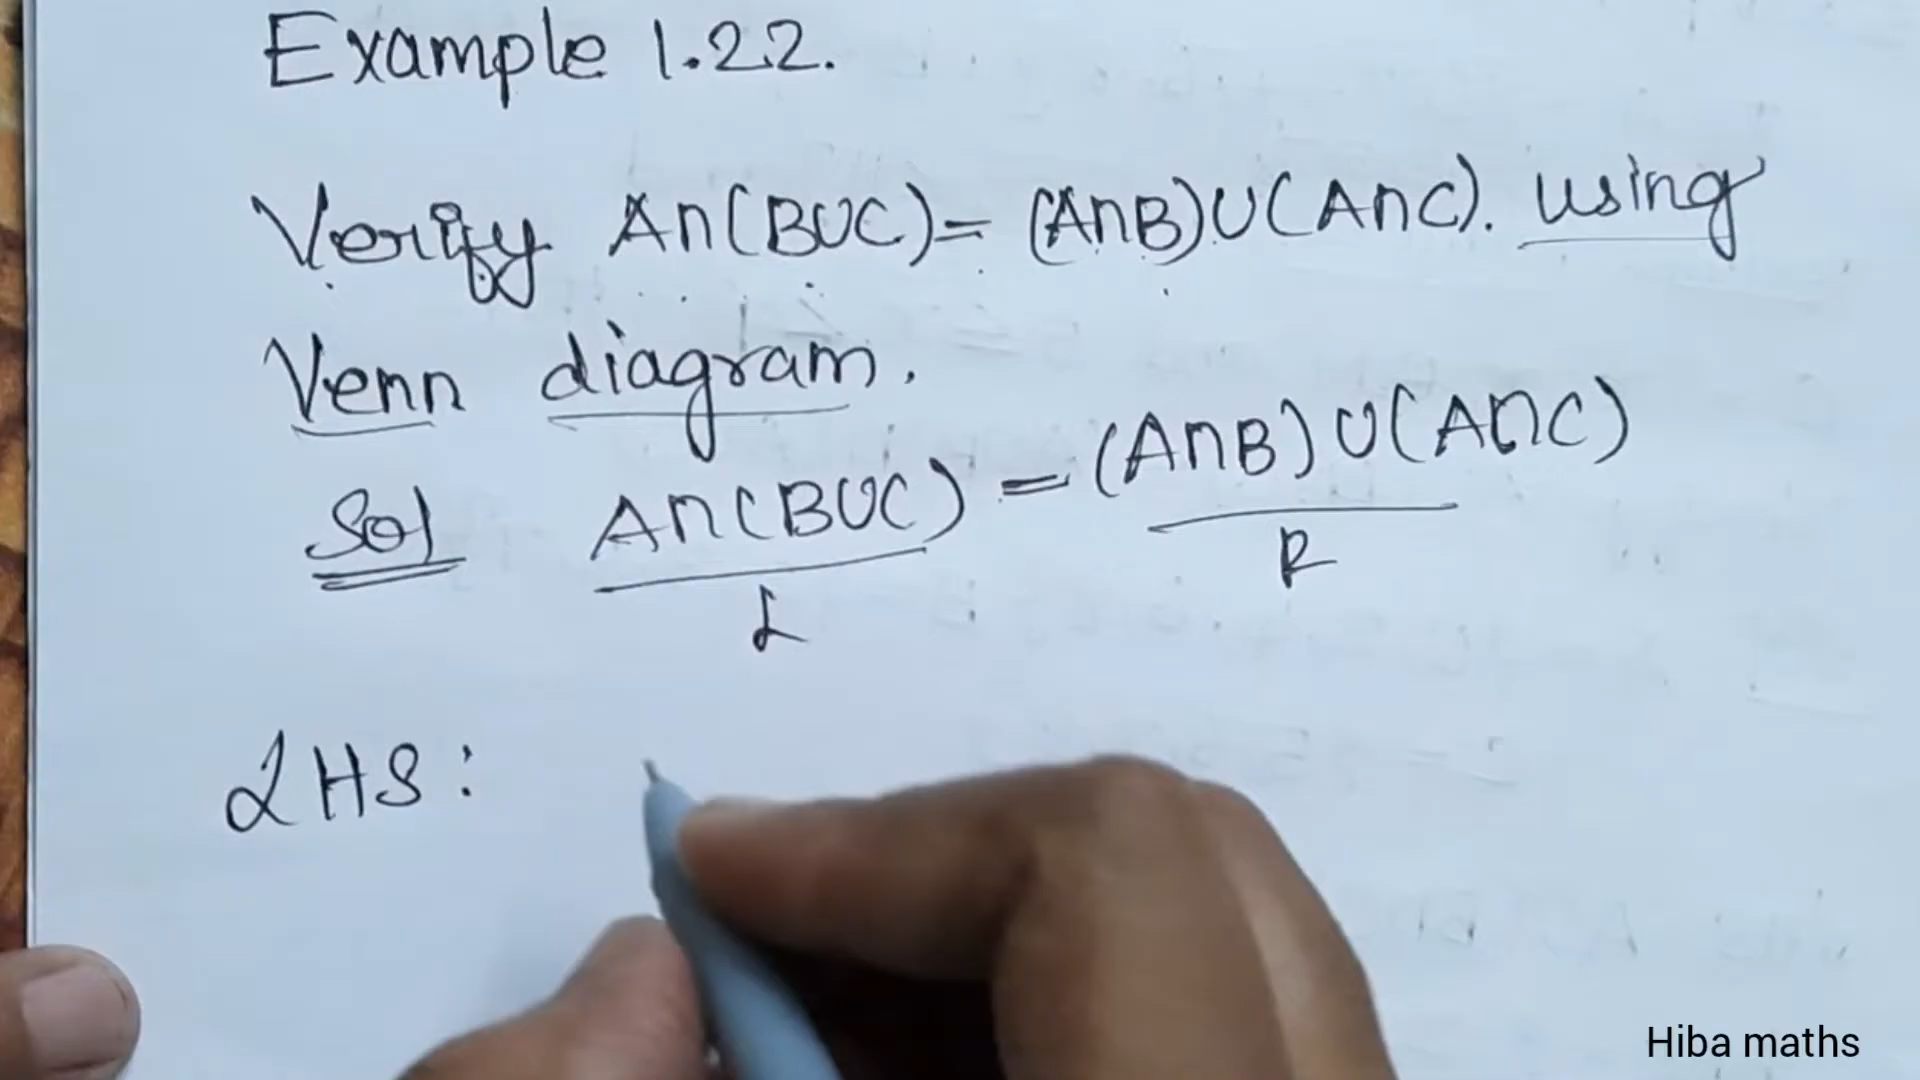 Example 1.22.
Verify A∩(B∪C)= (A∩B)∪(A∩C). using
Venn diagram.
Sol A∩(B∪C) = (A∩B)∪(A∩C)
L R
LHS:
Hiba maths